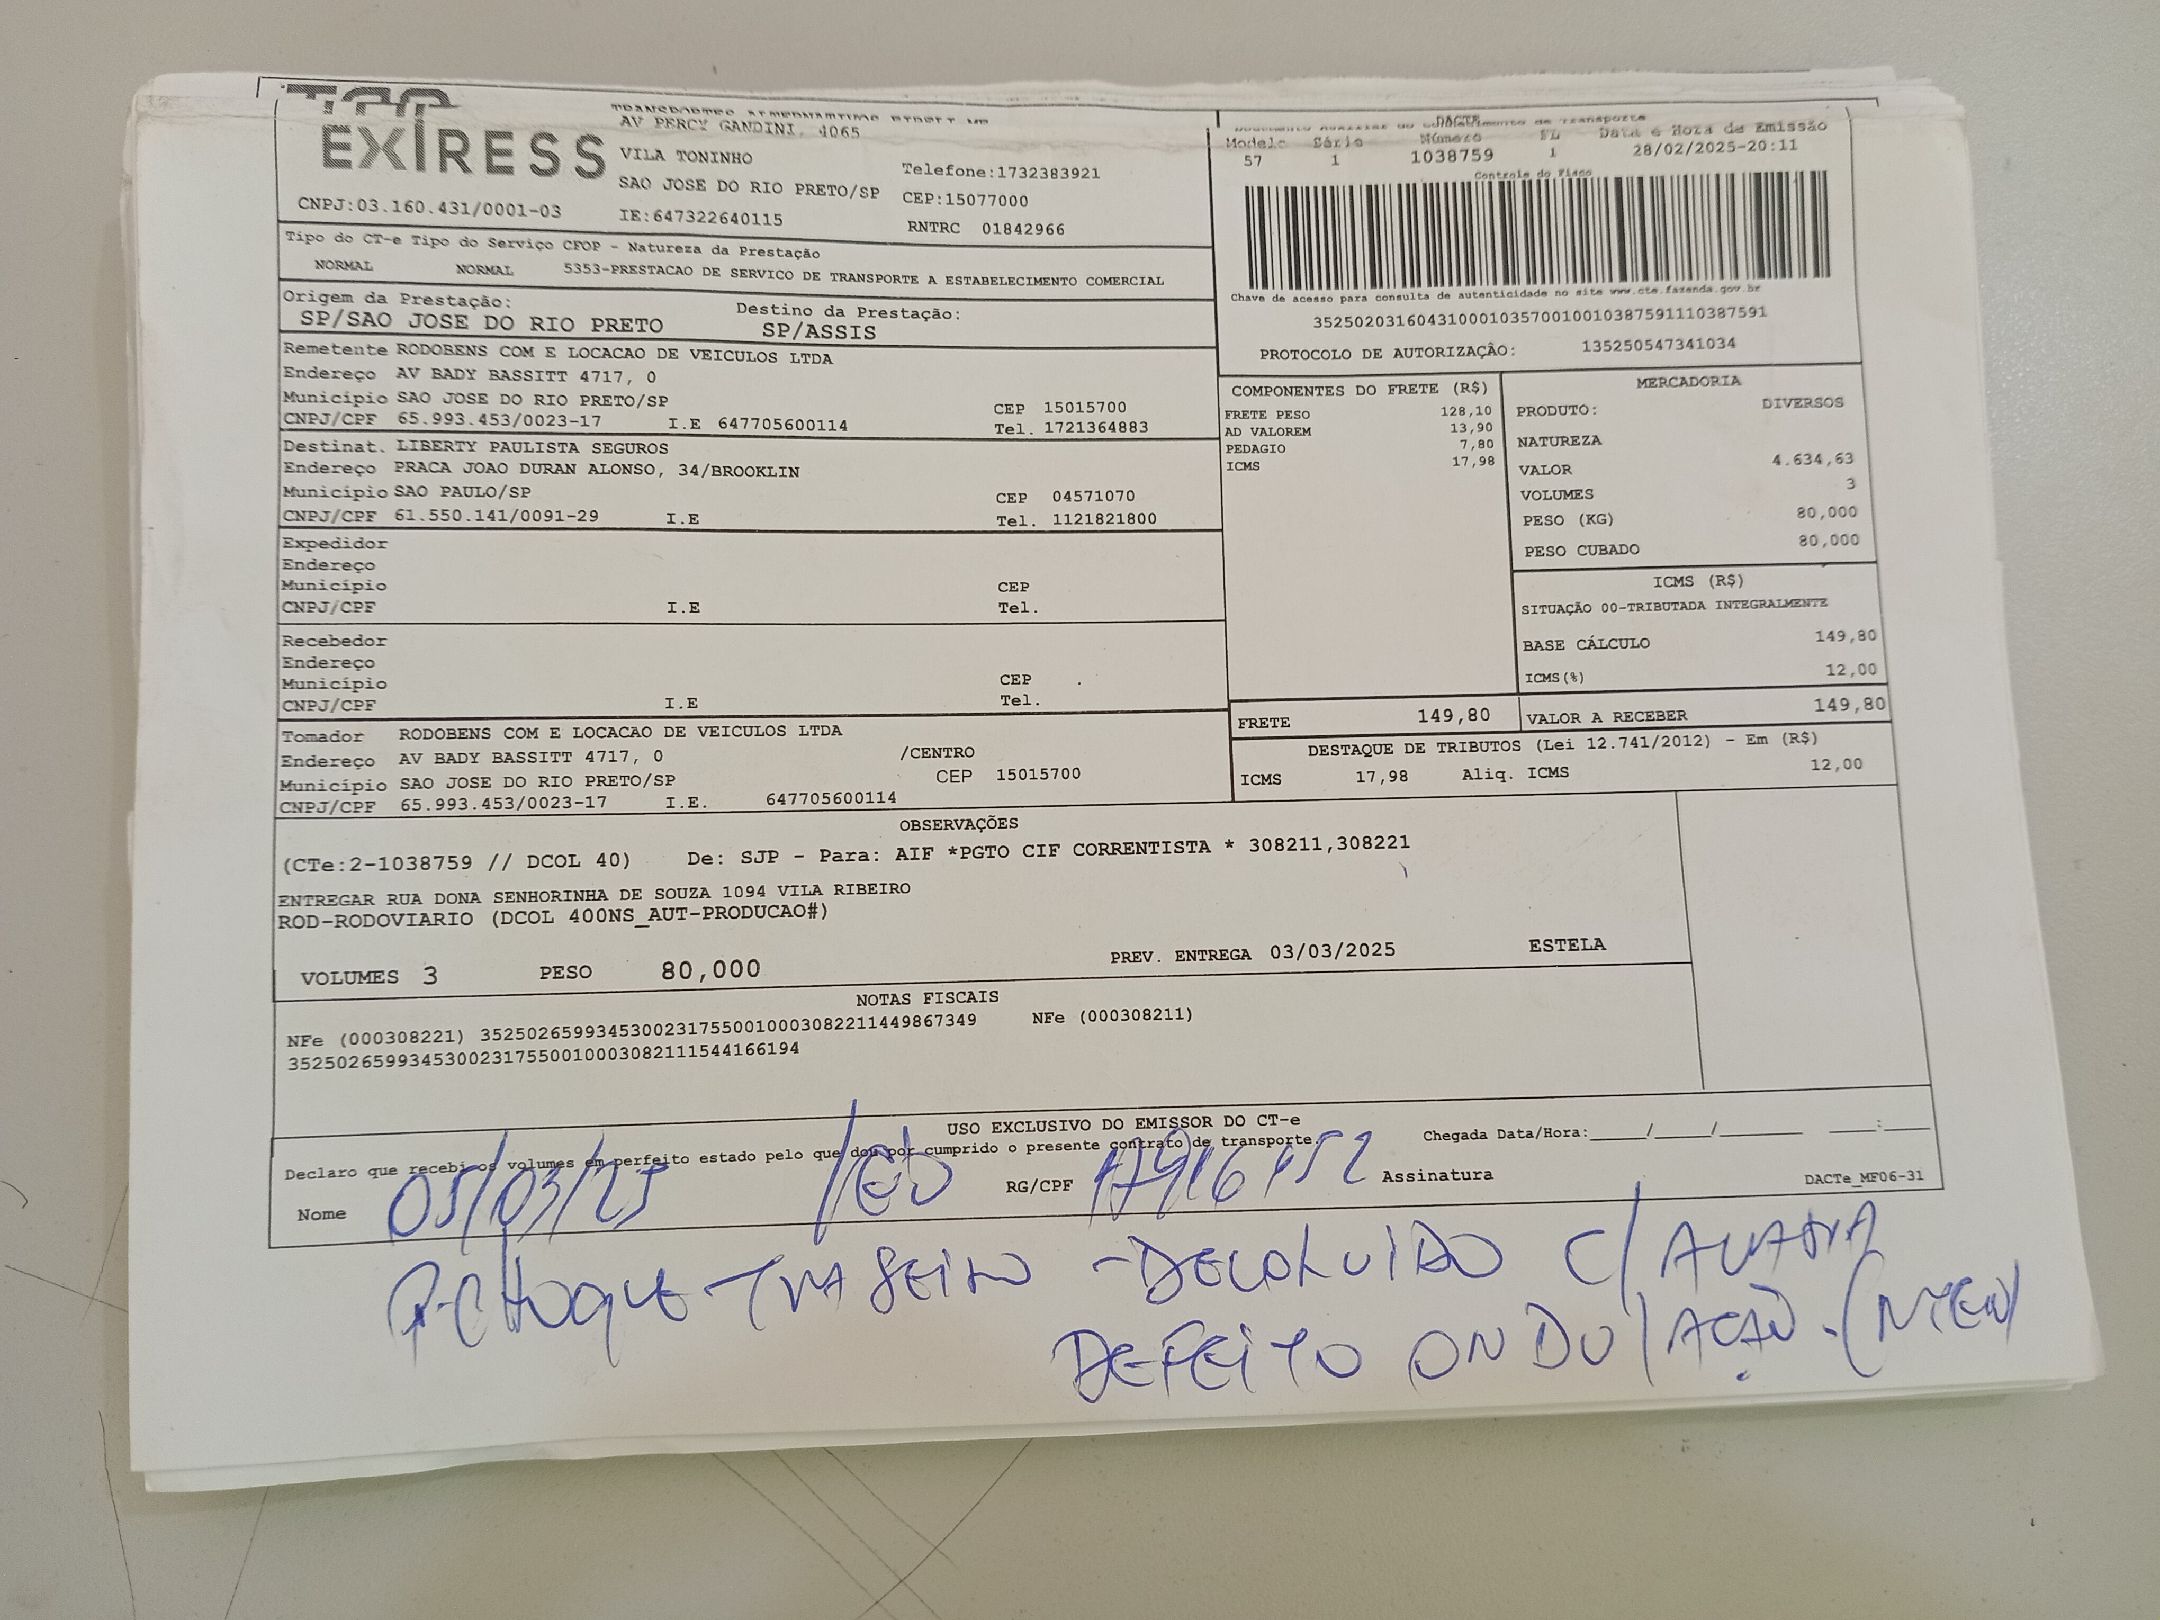 EXPRESS
AV PERCY GANDINI, 4065
VILA TONINHO
SAO JOSE DO RIO PRETO/SP
Telefone:1732383921
CEP:15077000
CNPJ:03.160.431/0001-03
IE:647322640115
RNTRC 01842966
DACTE
Modelo Série Número FL Data e Hora da Emissão
57 1 1038759 1 28/02/2025-20:11
Controle do Fisco
Chave de acesso para consulta de autenticidade no site www.cte.fazenda.gov.br
35250203160431000103570010010387591110387591
PROTOCOLO DE AUTORIZAÇÃO: 135250547341034
Tipo do CT-e Tipo do Serviço CFOP - Natureza da Prestação
NORMAL NORMAL 5353-PRESTACAO DE SERVICO DE TRANSPORTE A ESTABELECIMENTO COMERCIAL
Origem da Prestação: Destino da Prestação:
SP/SAO JOSE DO RIO PRETO SP/ASSIS
Remetente RODOBENS COM E LOCACAO DE VEICULOS LTDA
Endereço AV BADY BASSITT 4717, 0
Município SAO JOSE DO RIO PRETO/SP CEP 15015700
CNPJ/CPF 65.993.453/0023-17 I.E 647705600114 Tel. 1721364883
Destinat. LIBERTY PAULISTA SEGUROS
Endereço PRACA JOAO DURAN ALONSO, 34/BROOKLIN
Município SAO PAULO/SP CEP 04571070
CNPJ/CPF 61.550.141/0091-29 I.E Tel. 1121821800
Expedidor
Endereço
Município CEP
CNPJ/CPF I.E Tel.
Recebedor
Endereço
Município CEP
CNPJ/CPF I.E Tel.
Tomador RODOBENS COM E LOCACAO DE VEICULOS LTDA
Endereço AV BADY BASSITT 4717, 0 /CENTRO
Município SAO JOSE DO RIO PRETO/SP CEP 15015700
CNPJ/CPF 65.993.453/0023-17 I.E. 647705600114
COMPONENTES DO FRETE (R$)
FRETE PESO 128,10
AD VALOREM 13,90
PEDAGIO 7,80
ICMS 17,98
MERCADORIA
PRODUTO: DIVERSOS
NATUREZA
VALOR 4.634,63
VOLUMES 3
PESO (KG) 80,000
PESO CUBADO 80,000
ICMS (R$)
SITUAÇÃO 00-TRIBUTADA INTEGRALMENTE
BASE CÁLCULO 149,80
ICMS(%) 12,00
FRETE 149,80 VALOR A RECEBER 149,80
DESTAQUE DE TRIBUTOS (Lei 12.741/2012) - Em (R$)
ICMS 17,98 Aliq. ICMS 12,00
OBSERVAÇÕES
(CTe:2-1038759 // DCOL 40) De: SJP - Para: AIF *PGTO CIF CORRENTISTA * 308211,308221
ENTREGAR RUA DONA SENHORINHA DE SOUZA 1094 VILA RIBEIRO
ROD-RODOVIARIO (DCOL 400NS_AUT-PRODUCAO#)
VOLUMES 3 PESO 80,000 PREV. ENTREGA 03/03/2025 ESTELA
NOTAS FISCAIS
NFe (000308221) 35250265993453002317550010003082211449867349 NFe (000308211)
35250265993453002317550010003082111544166194
USO EXCLUSIVO DO EMISSOR DO CT-e
Declaro que recebi os volumes em perfeito estado pelo que dou por cumprido o presente contrato de transporte. Chegada Data/Hora:____/____/______ ____:____
Nome 05/03/25 RG/CPF Assinatura DACTe_MF06-31
P-CHOQUE TRASEIRO - DEVOLVIDO C/ AVARIA
DEFEITO ONDULAÇÃO.